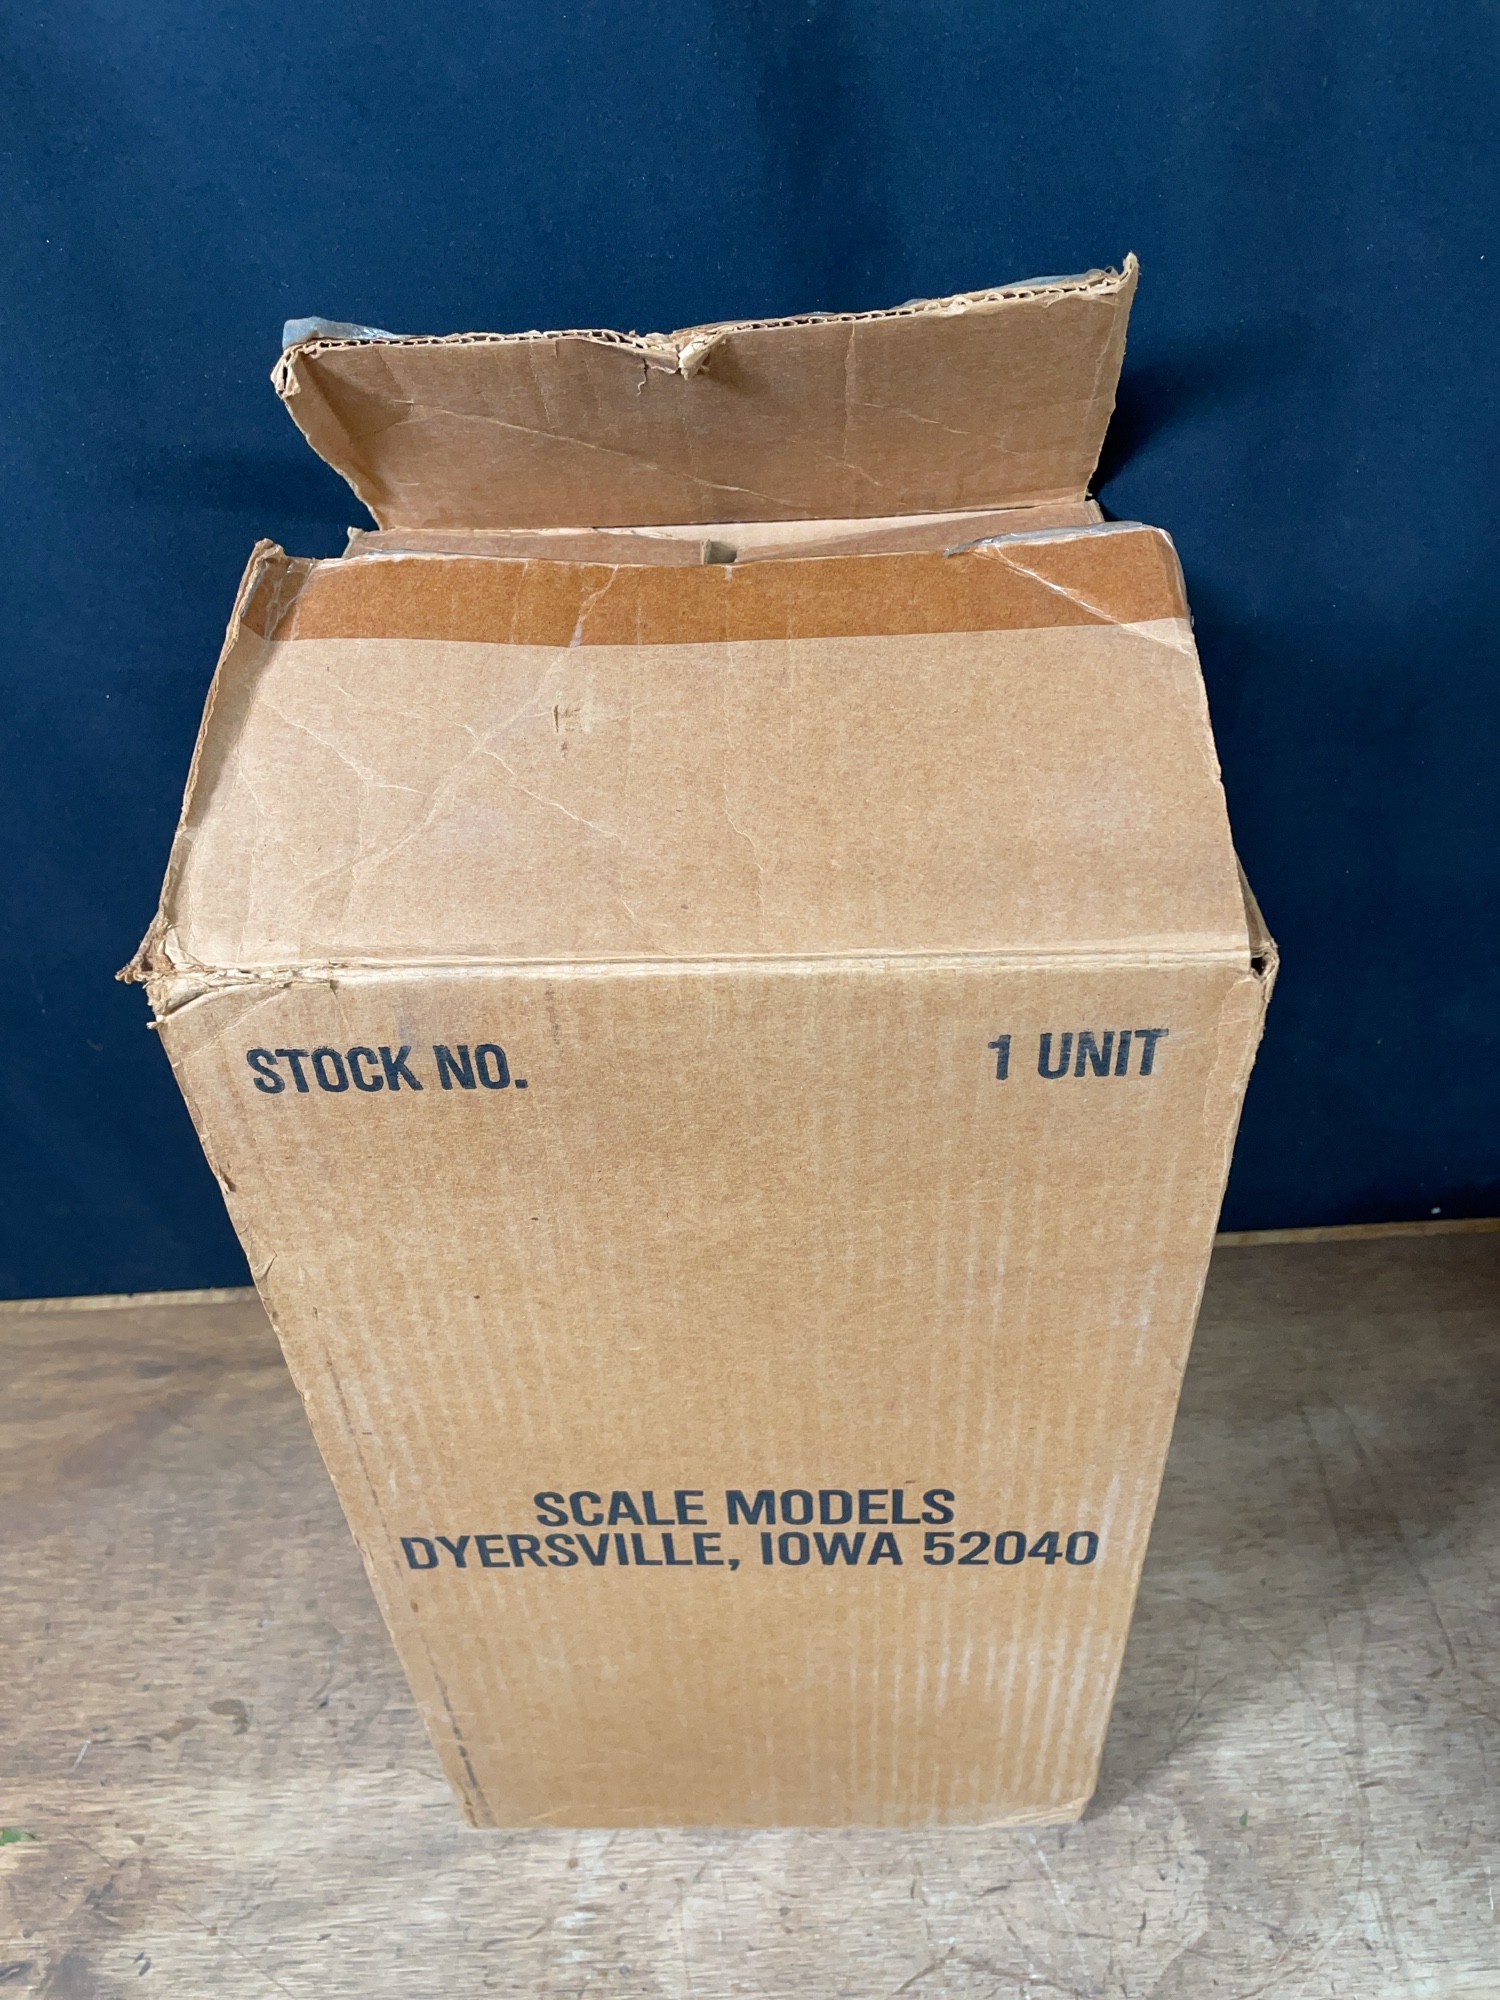 STOCK NO. 1 UNIT
SCALE MODELS
DYERSVILLE, IOWA 52040